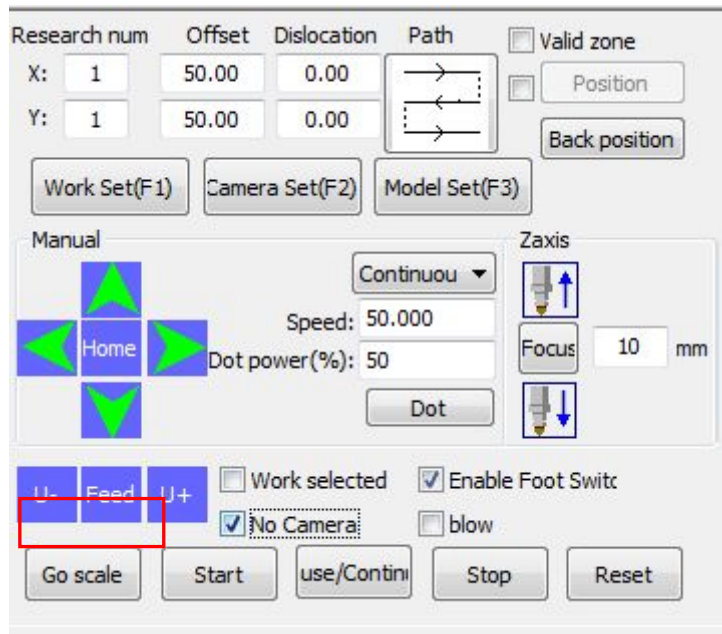 Research num Offset Dislocation Path Valid zone
X: 1 50.00 0.00 Position
Y: 1 50.00 0.00 Back position
Work Set(F1) Camera Set(F2) Model Set(F3)
Manual Zaxis
Continuou
Home Speed: 50.000
Focus 10 mm
Dot power(%): 50
Dot
U- Feed U+ Work selected Enable Foot Switc
No Camera blow
Go scale Start use/Contin Stop Reset